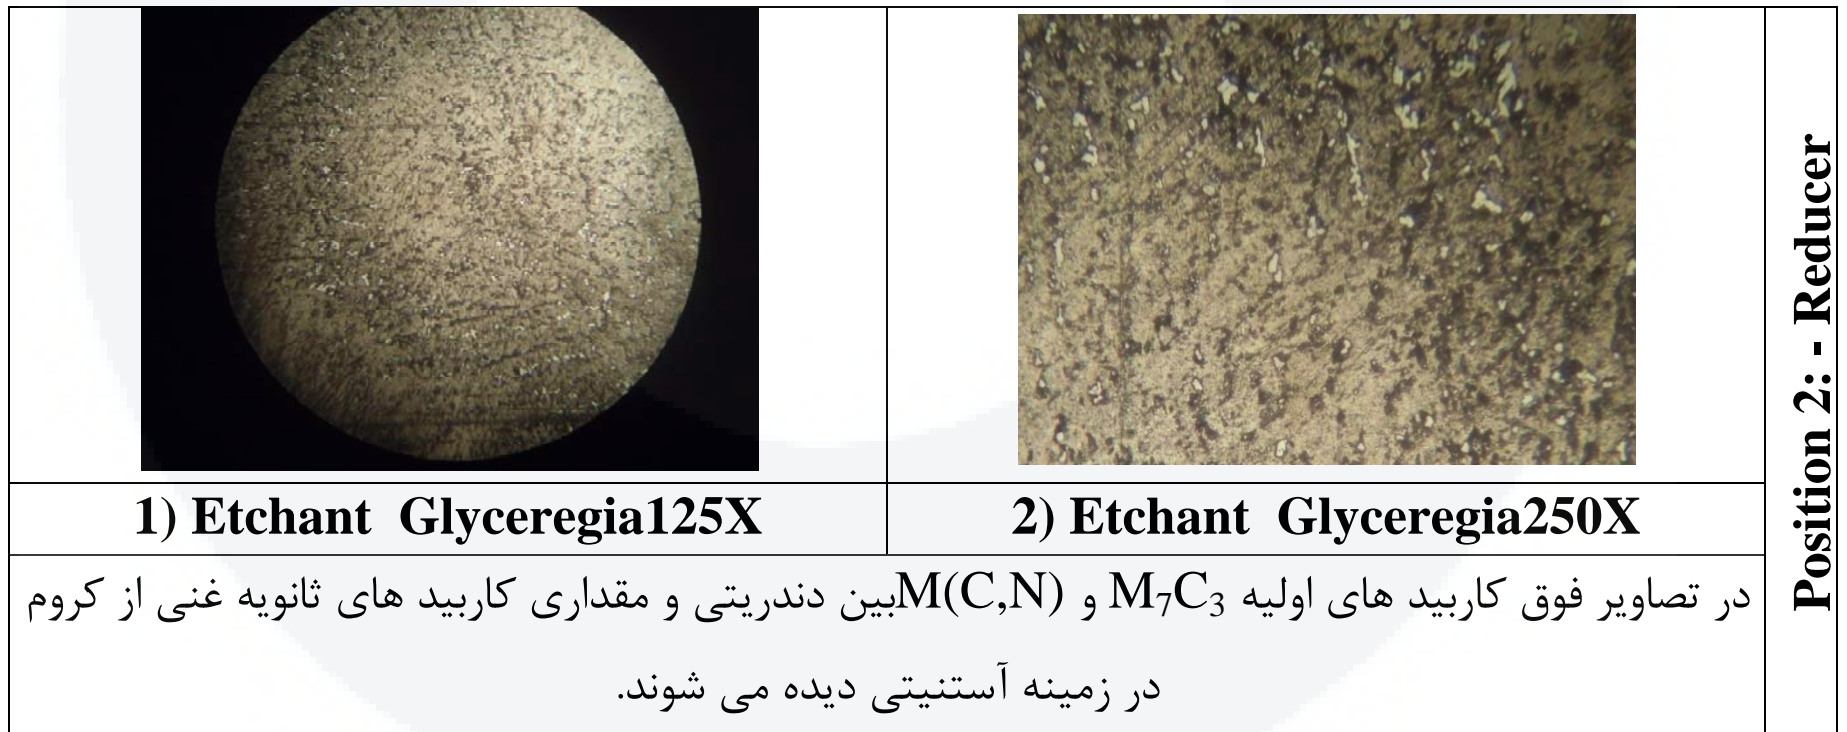 1) Etchant Glyceregia125X
2) Etchant Glyceregia250X
در تصاویر فوق کاربید های اولیه M₇C₃ و M(C,N)بین دندریتی و مقداری کاربید های ثانویه غنی از کروم
در زمینه آستنیتی دیده می شوند.
Position 2: - Reducer